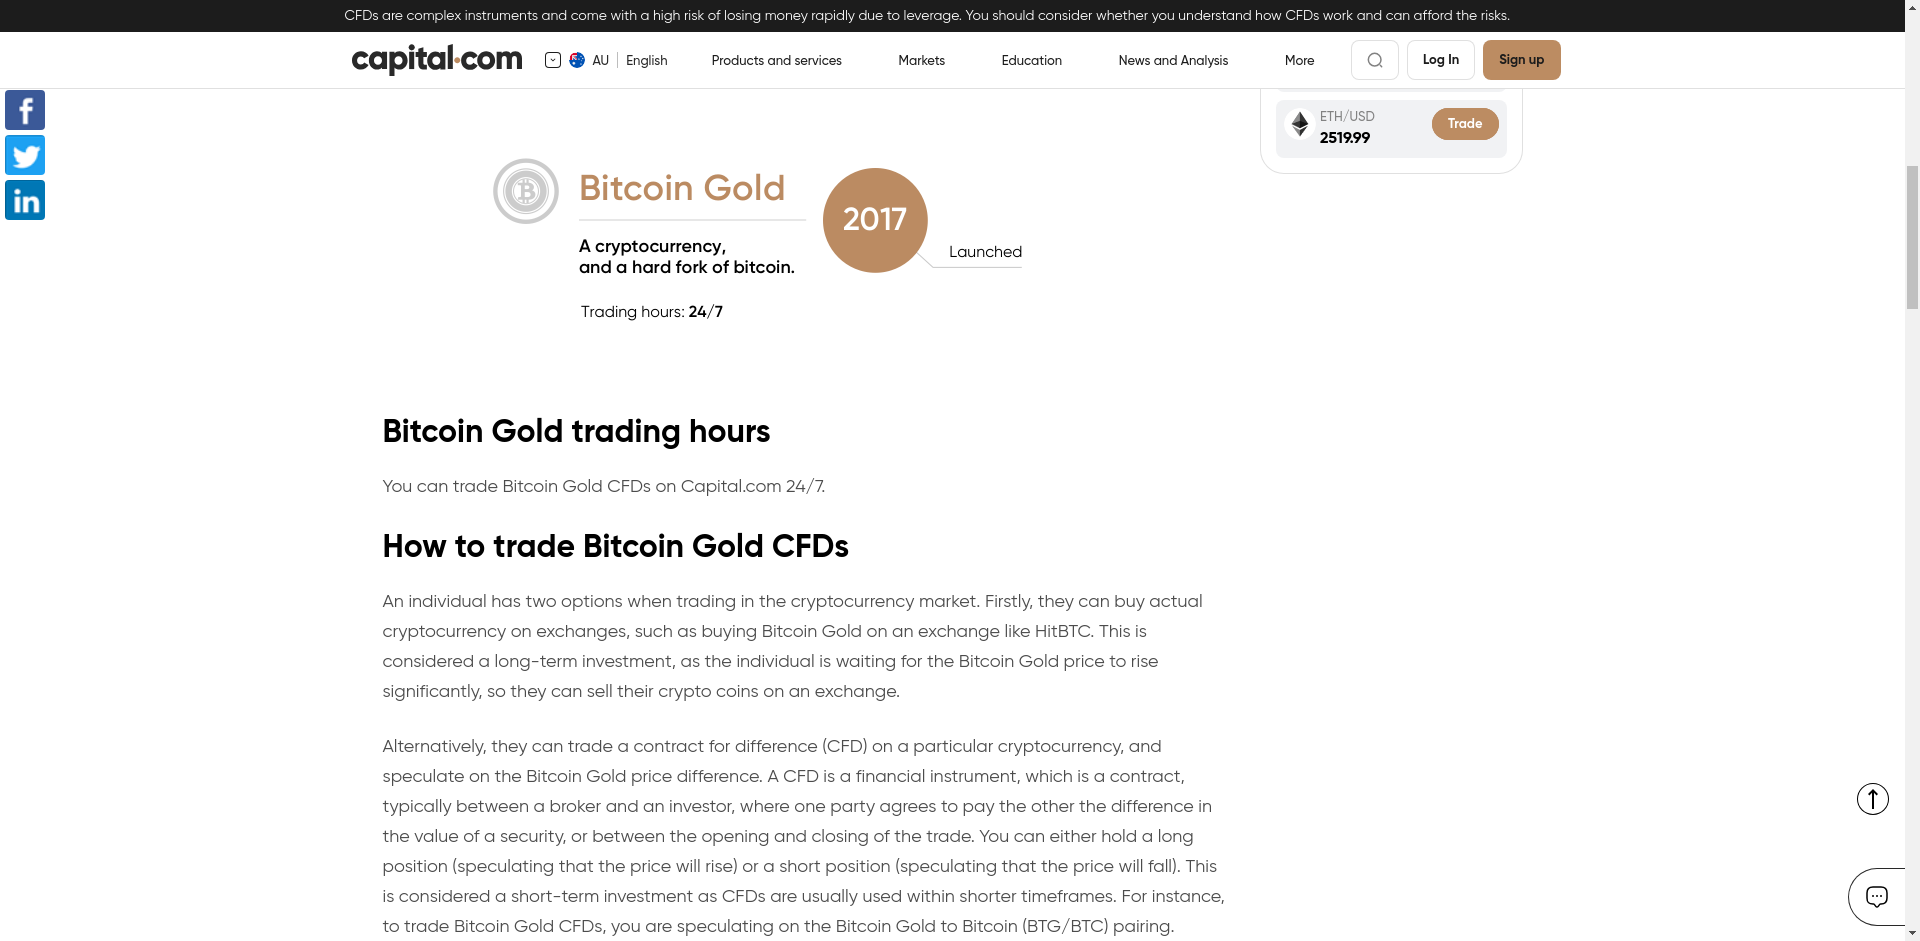 CFDs are complex instruments and come with a high risk of losing money rapidly due to leverage. You should consider whether you understand how CFDs work and can afford the risks.
capital.com
AU
English
Products and services
Markets
Education
News and Analysis
More
Log In
Sign up
ETH/USD
2519.99
Trade
Bitcoin Gold
2017
A cryptocurrency,
and a hard fork of bitcoin.
Launched
Trading hours: 24/7
Bitcoin Gold trading hours
You can trade Bitcoin Gold CFDs on Capital.com 24/7.
How to trade Bitcoin Gold CFDs
An individual has two options when trading in the cryptocurrency market. Firstly, they can buy actual
cryptocurrency on exchanges, such as buying Bitcoin Gold on an exchange like HitBTC. This is
considered a long-term investment, as the individual is waiting for the Bitcoin Gold price to rise
significantly, so they can sell their crypto coins on an exchange.
Alternatively, they can trade a contract for difference (CFD) on a particular cryptocurrency, and
speculate on the Bitcoin Gold price difference. A CFD is a financial instrument, which is a contract,
typically between a broker and an investor, where one party agrees to pay the other the difference in
the value of a security, or between the opening and closing of the trade. You can either hold a long
position (speculating that the price will rise) or a short position (speculating that the price will fall). This
is considered a short-term investment as CFDs are usually used within shorter timeframes. For instance,
to trade Bitcoin Gold CFDs, you are speculating on the Bitcoin Gold to Bitcoin (BTG/BTC) pairing.